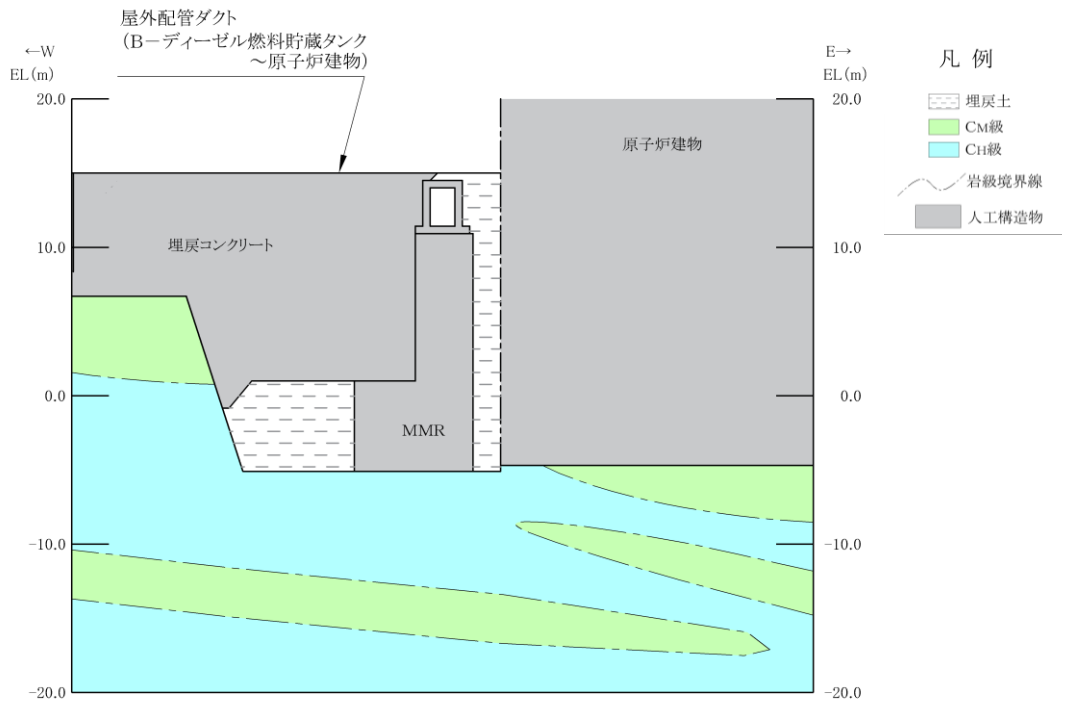 屋外配管ダクト
（B－ディーゼル燃料貯蔵タンク
～原子炉建物）
←W
EL(m)
E→
EL(m)
凡 例
埋戻土
CM級
CH級
岩級境界線
人工構造物
20.0
20.0
原子炉建物
埋戻コンクリート
10.0
10.0
0.0
0.0
MMR
-10.0
-10.0
-20.0
-20.0